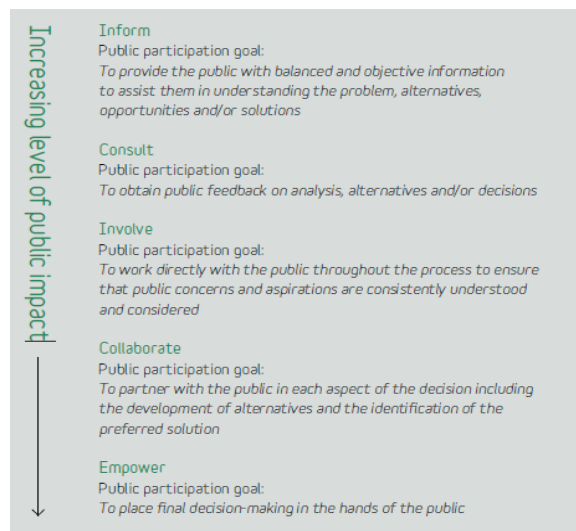 Increasing level of public impact
Inform
Public participation goal:
To provide the public with balanced and objective information
to assist them in understanding the problem, alternatives,
opportunities and/or solutions
Consult
Public participation goal:
To obtain public feedback on analysis, alternatives and/or decisions
Involve
Public participation goal:
To work directly with the public throughout the process to ensure
that public concerns and aspirations are consistently understood
and considered
Collaborate
Public participation goal:
To partner with the public in each aspect of the decision including
the development of alternatives and the identification of the
preferred solution
Empower
Public participation goal:
To place final decision-making in the hands of the public